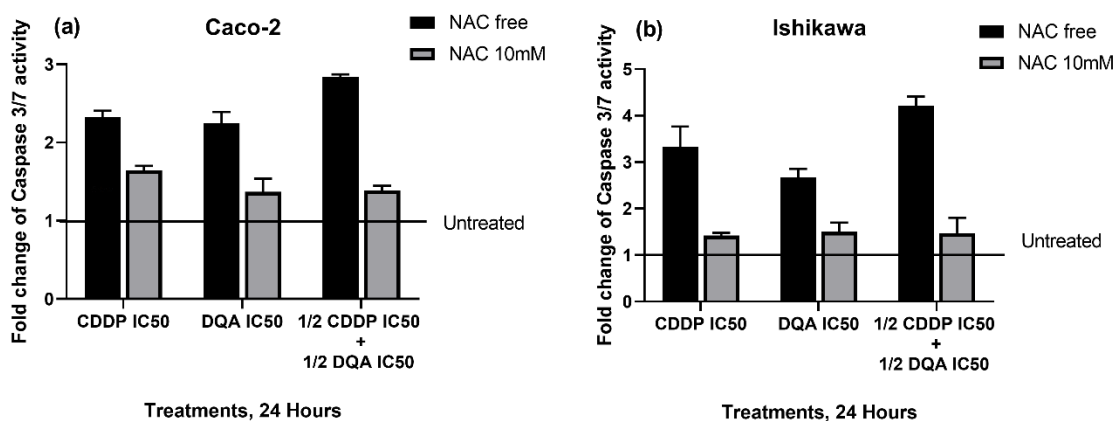 (a)
Caco-2
NAC free
NAC 10mM
Fold change of Caspase 3/7 activity
3
2
1
0
Untreated
CDDP IC50
DQA IC50
1/2 CDDP IC50
+
1/2 DQA IC50
Treatments, 24 Hours
(b)
Ishikawa
NAC free
NAC 10mM
Fold change of Caspase 3/7 activity
5
4
3
2
1
0
Untreated
CDDP IC50
DQA IC50
1/2 CDDP IC50
+
1/2 DQA IC50
Treatments, 24 Hours